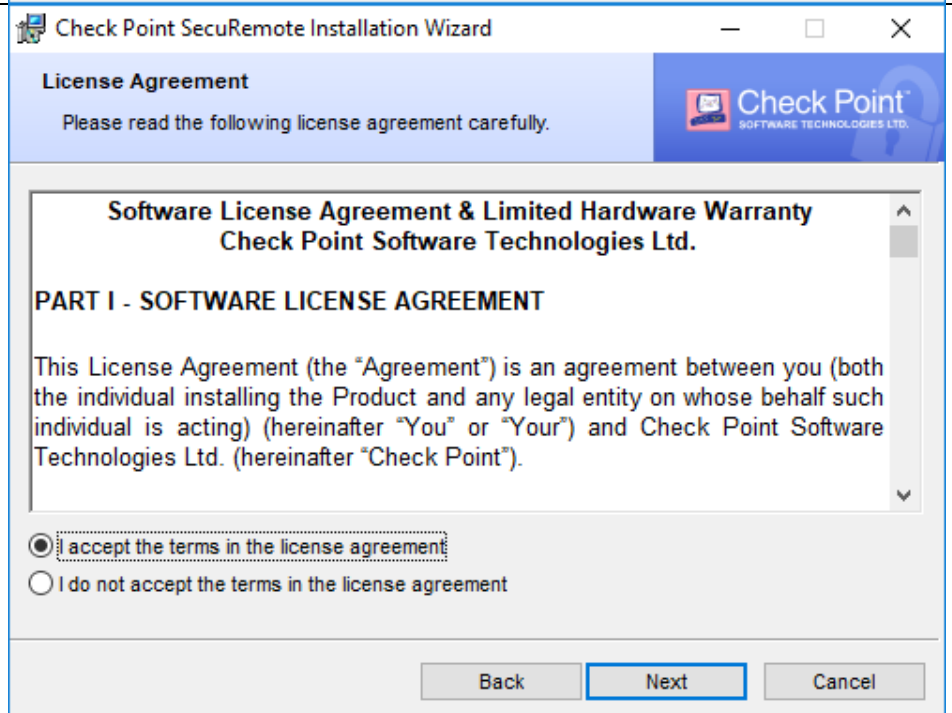 Check Point SecuRemote Installation Wizard
License Agreement
Please read the following license agreement carefully.
Check Point™
SOFTWARE TECHNOLOGIES LTD.
Software License Agreement & Limited Hardware Warranty
Check Point Software Technologies Ltd.
PART I - SOFTWARE LICENSE AGREEMENT
This License Agreement (the “Agreement”) is an agreement between you (both
the individual installing the Product and any legal entity on whose behalf such
individual is acting) (hereinafter “You” or “Your”) and Check Point Software
Technologies Ltd. (hereinafter “Check Point”).
I accept the terms in the license agreement
I do not accept the terms in the license agreement
Back Next Cancel